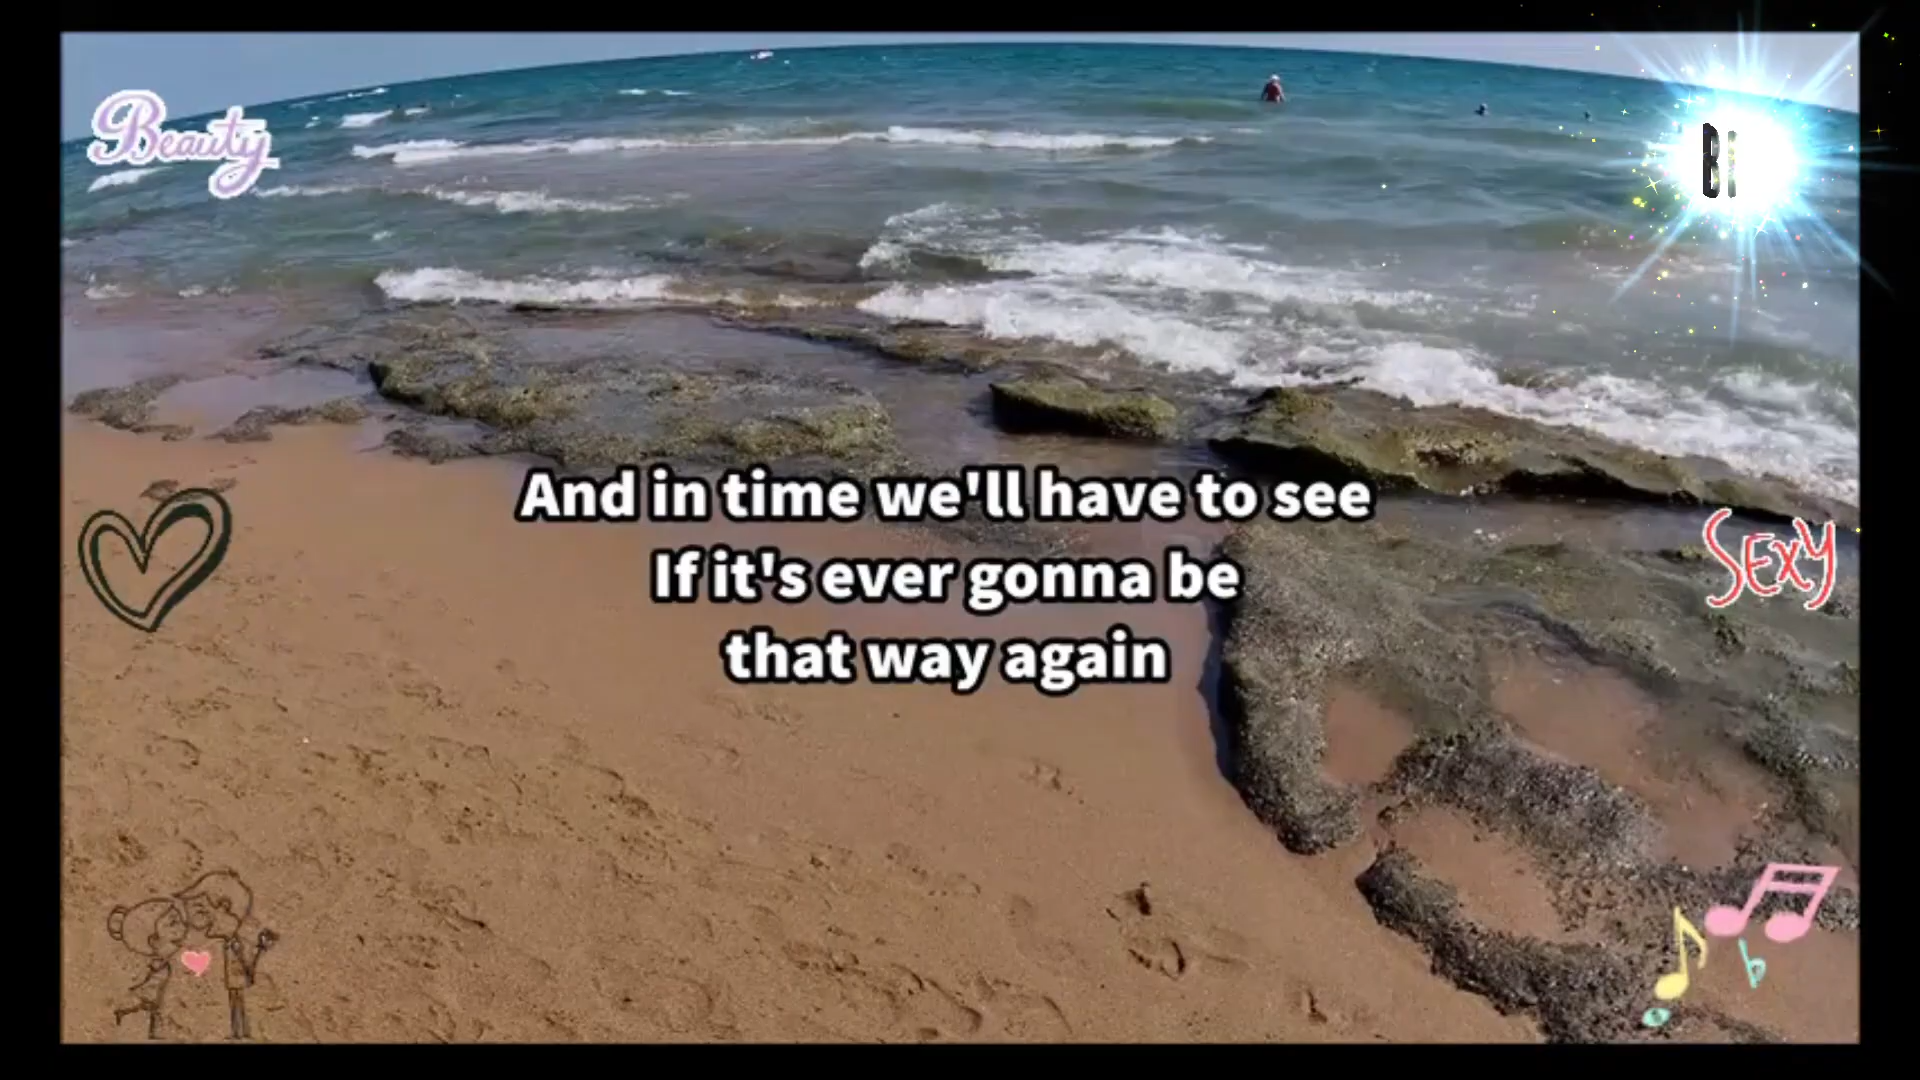 Beauty
And in time we'll have to see
If it's ever gonna be
that way again
SEXY